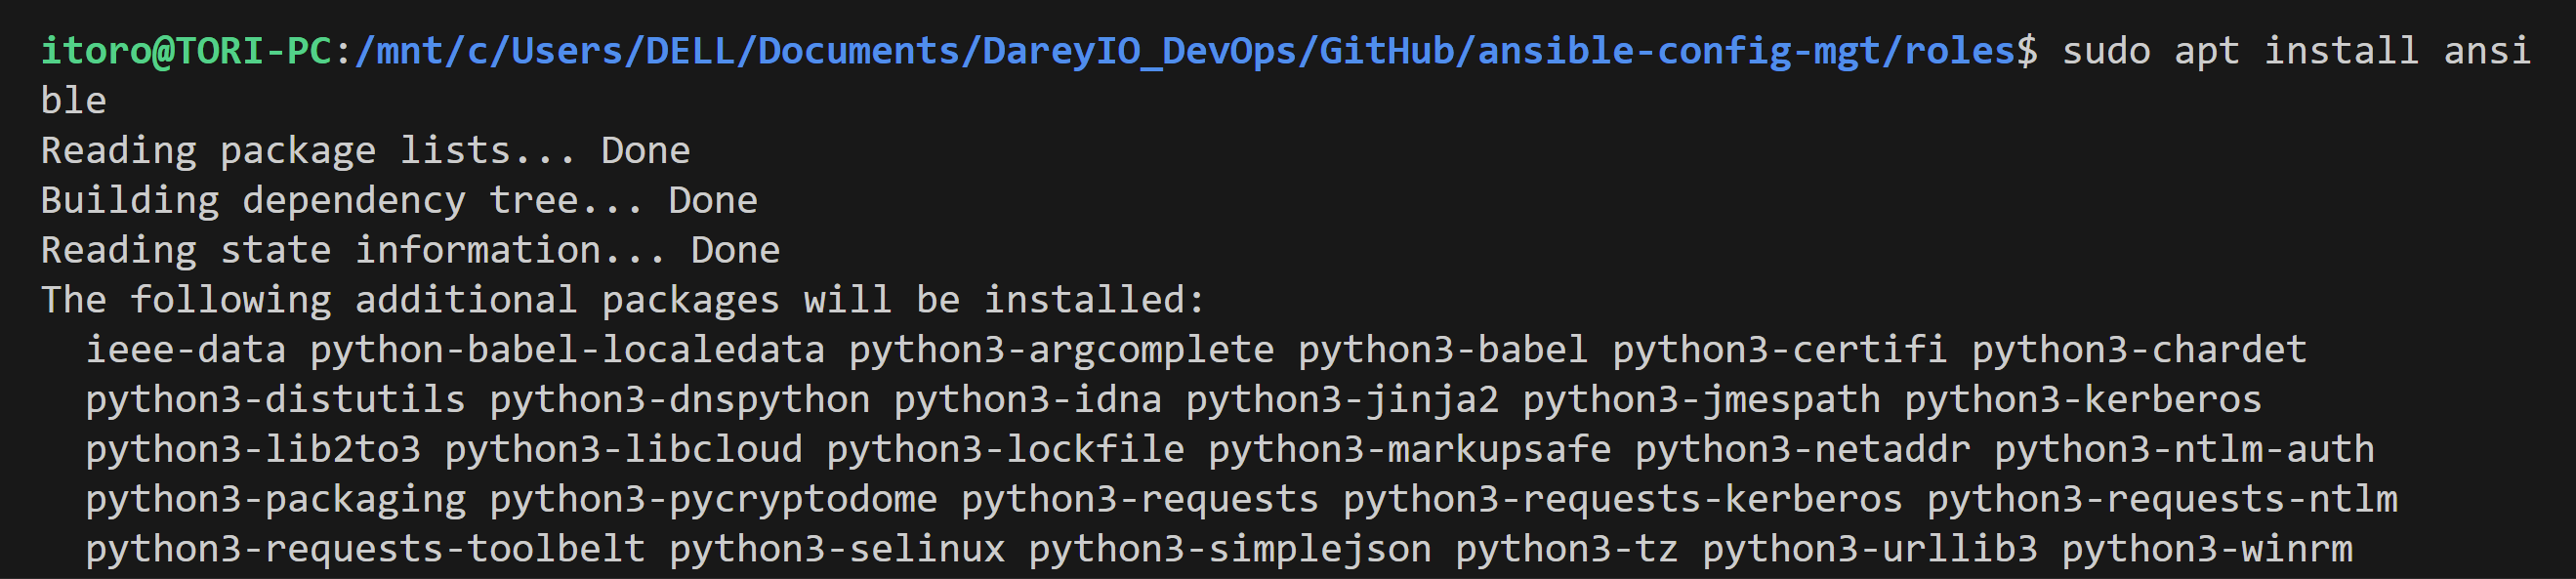 itoro@TORI-PC:/mnt/c/Users/DELL/Documents/DareyIO_DevOps/GitHub/ansible-config-mgt/roles$ sudo apt install ansi
ble
Reading package lists... Done
Building dependency tree... Done
Reading state information... Done
The following additional packages will be installed:
  ieee-data python-babel-localedata python3-argcomplete python3-babel python3-certifi python3-chardet
  python3-distutils python3-dnspython python3-idna python3-jinja2 python3-jmespath python3-kerberos
  python3-lib2to3 python3-libcloud python3-lockfile python3-markupsafe python3-netaddr python3-ntlm-auth
  python3-packaging python3-pycryptodome python3-requests python3-requests-kerberos python3-requests-ntlm
  python3-requests-toolbelt python3-selinux python3-simplejson python3-tz python3-urllib3 python3-winrm